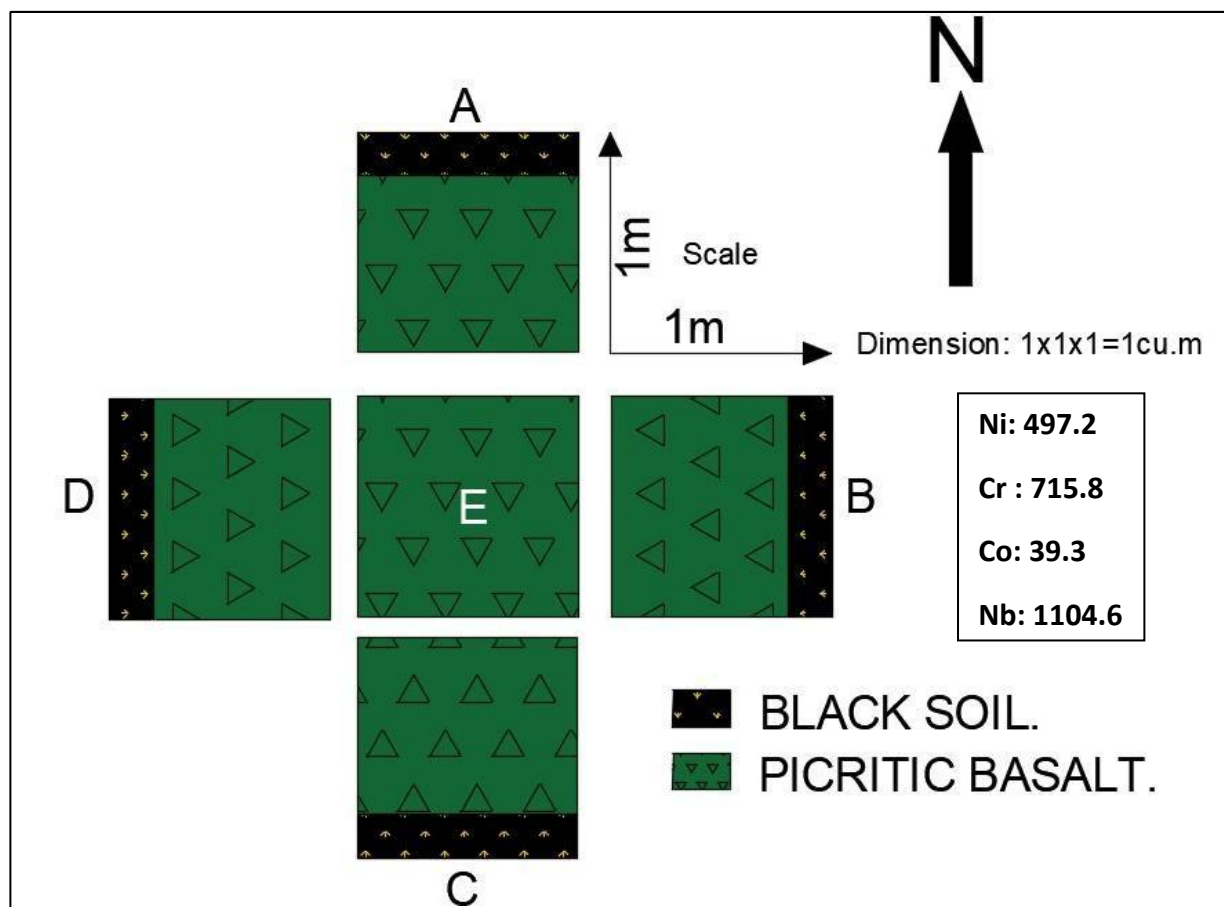 N
A
1m
Scale
1m
Dimension: 1x1x1=1cu.m
D
E
B
Ni: 497.2
Cr : 715.8
Co: 39.3
Nb: 1104.6
BLACK SOIL.
PICRITIC BASALT.
C